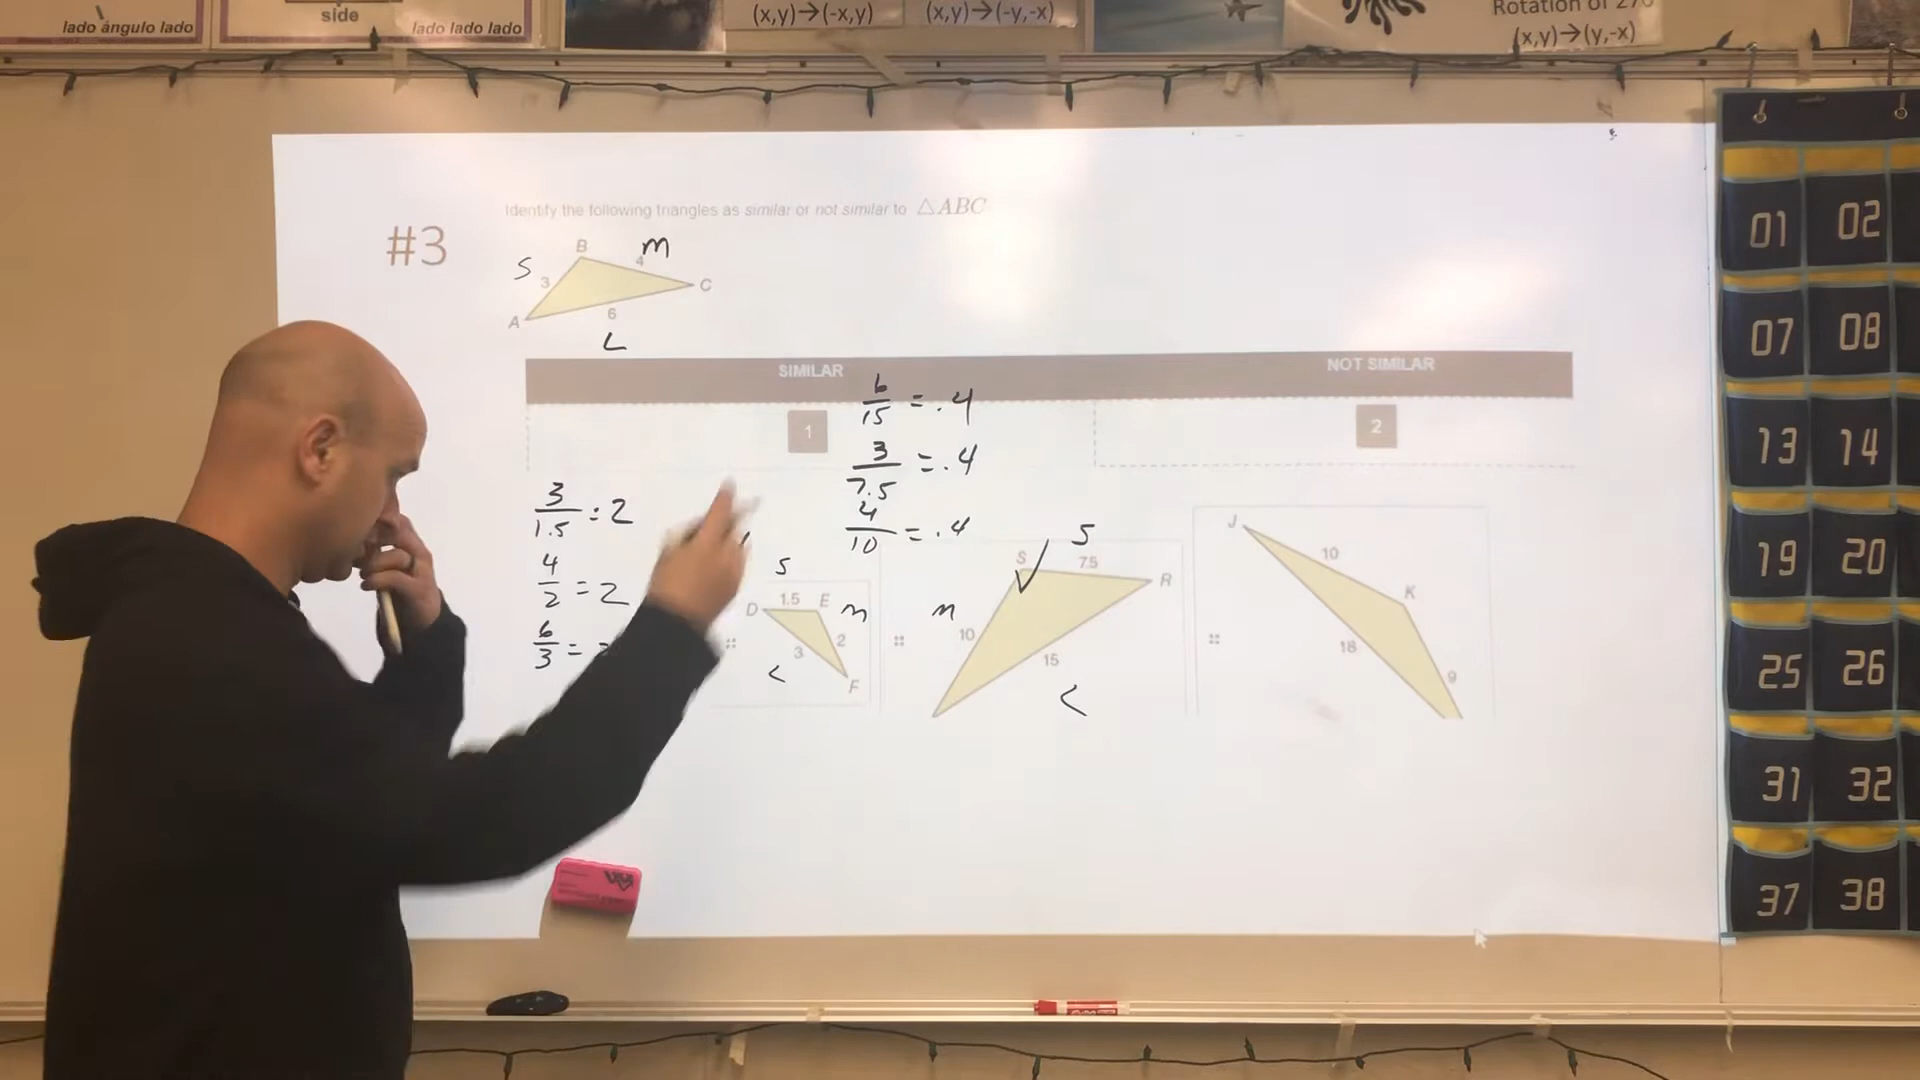 lado ángulo lado
side
lado lado lado
(x,y)→(-x,y)
(x,y)→(-y,-x)
Rotation of 270
(x,y)→(y,-x)
Identify the following triangles as similar or not similar to △ABC
#3
S
B
m
3
4
C
A
6
L
SIMILAR
NOT SIMILAR
1
2
6/15 = .4
3/7.5 = .4
4/10 = .4
3/1.5 = 2
4/2 = 2
6/3 =
S
D
1.5
E
m
2
3
L
F
S
S
7.5
R
m
10
15
L
J
10
K
18
9
01
02
07
08
13
14
19
20
25
26
31
32
37
38